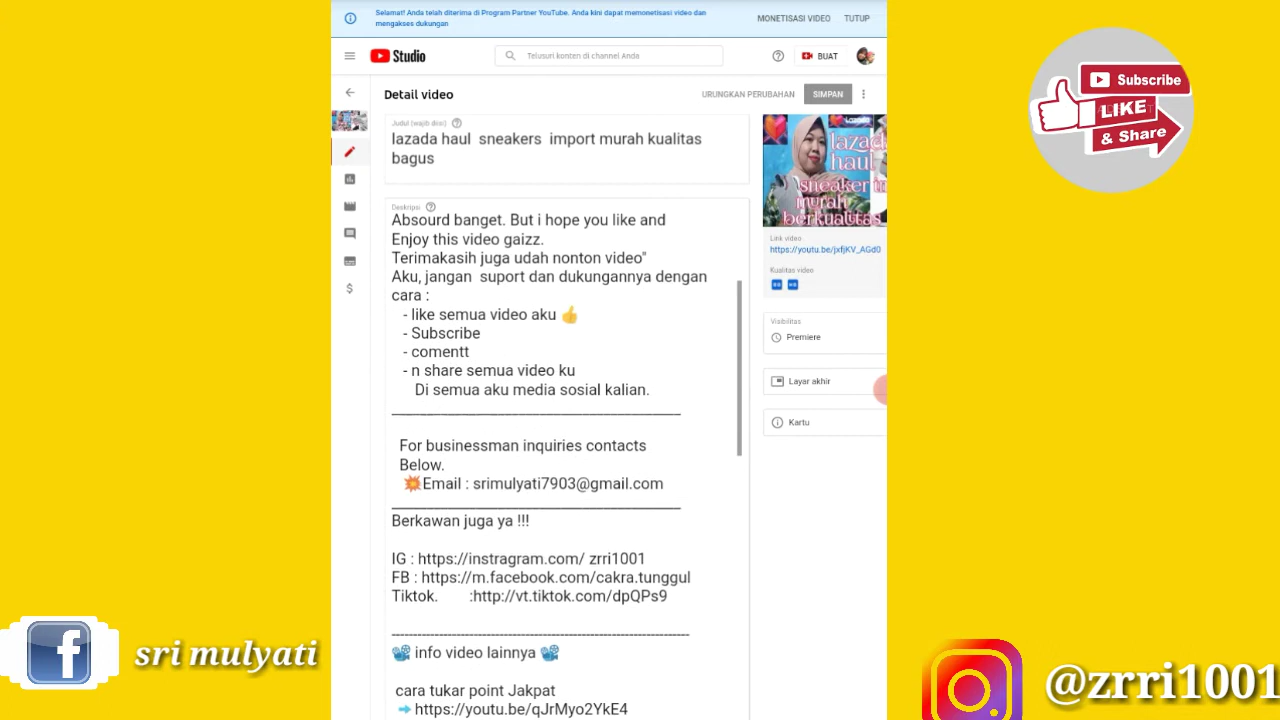 Selamat! Anda telah diterima di Program Partner YouTube. Anda kini dapat memonetisasi video dan
mengakses dukungan
MONETISASI VIDEO TUTUP
Studio
Telusuri konten di channel Anda
BUAT
Detail video
URUNGKAN PERUBAHAN SIMPAN
Judul (wajib diisi)
lazada haul sneakers import murah kualitas
bagus
Deskripsi
Absourd banget. But i hope you like and
Enjoy this video gaizz.
Terimakasih juga udah nonton video"
Aku, jangan suport dan dukungannya dengan
cara :
- like semua video aku 👍
- Subscribe
- comentt
- n share semua video ku
Di semua aku media sosial kalian.
For businessman inquiries contacts
Below.
💥Email : srimulyati7903@gmail.com
Berkawan juga ya !!!
IG : https://instragram.com/ zrri1001
FB : https://m.facebook.com/cakra.tunggul
Tiktok. :http://vt.tiktok.com/dpQPs9
------------------------------------------------------------------
📽 info video lainnya 📽
cara tukar point Jakpat
➡ https://youtu.be/qJrMyo2YkE4
lazada
haul
sneaker im
murah
berkualitas
Link video
https://youtu.be/jxfjKV_AGd0
Kualitas video
Visibilitas
Premiere
Layar akhir
Kartu
Subscribe
LIKE
& Share
sri mulyati
@zrri1001